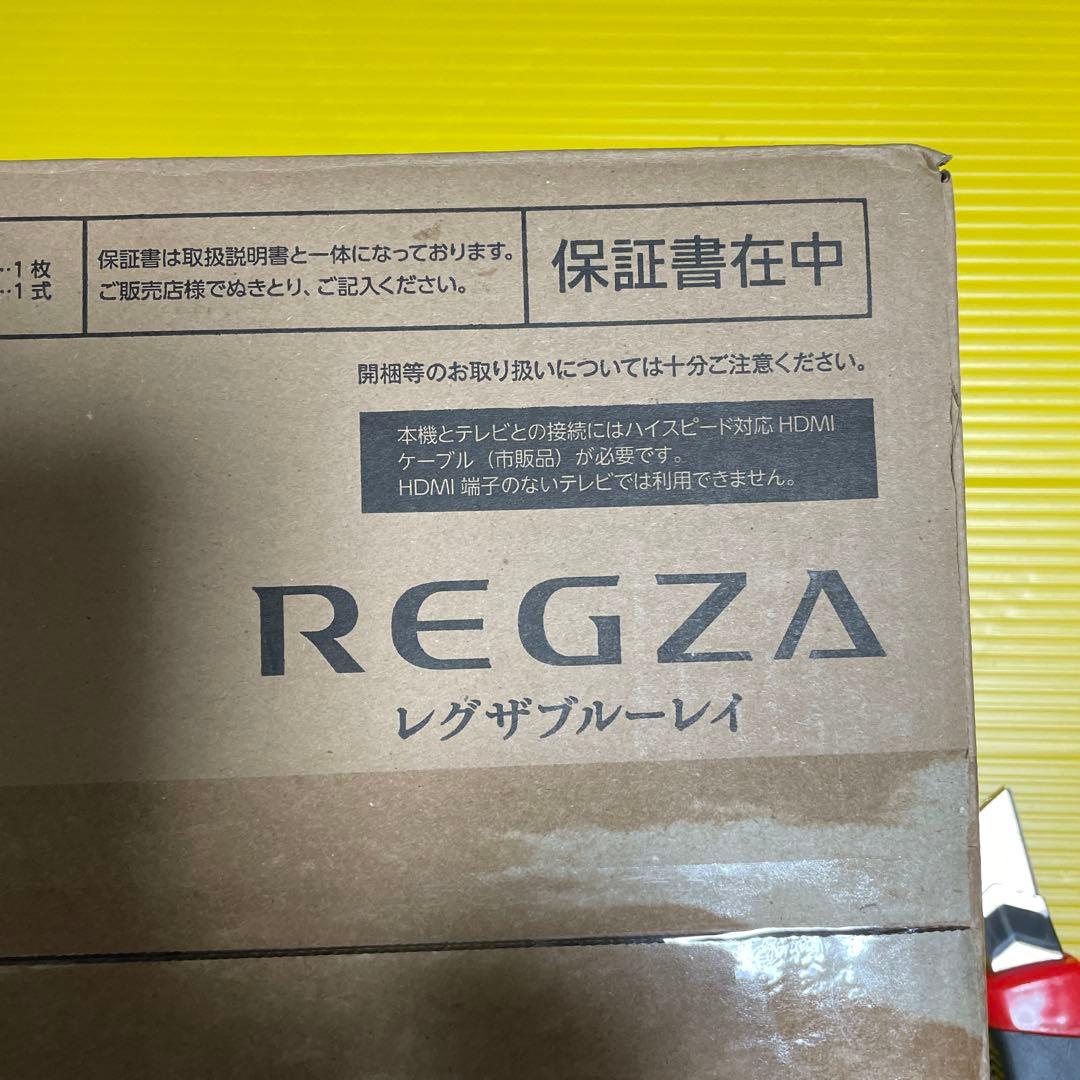 …1枚
…1式
保証書は取扱説明書と一体になっております。
ご販売店様でぬきとり、ご記入ください。
保証書在中
開梱等のお取り扱いについては十分ご注意ください。
本機とテレビとの接続にはハイスピード対応 HDMI
ケーブル（市販品）が必要です。
HDMI 端子のないテレビでは利用できません。
REGZA
レグザブルーレイ